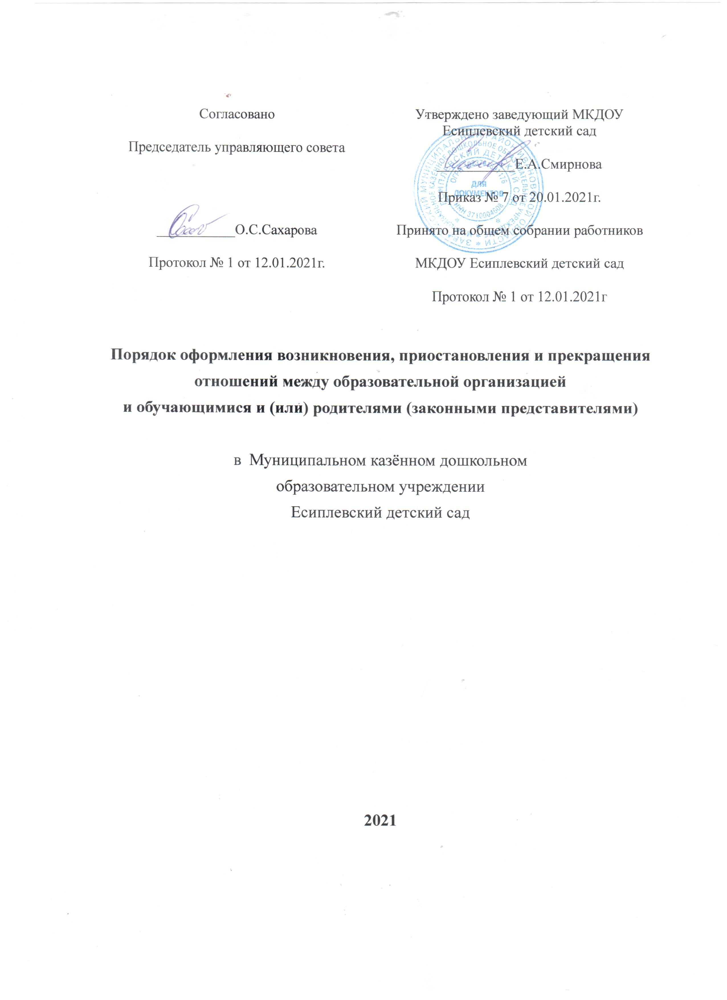 Согласовано
Председатель управляющего совета
___________О.С.Сахарова
Протокол № 1 от 12.01.2021г.
Утверждено заведующий МКДОУ
Есиплевский детский сад
___________Е.А.Смирнова
Приказ № 7 от 20.01.2021г.
Принято на общем собрании работников
МКДОУ Есиплевский детский сад
Протокол № 1 от 12.01.2021г
ДЛЯ
ДОКУМЕНТОВ
ИНН 3710004608
Порядок оформления возникновения, приостановления и прекращения
отношений между образовательной организацией
и обучающимися и (или) родителями (законными представителями)
в Муниципальном казённом дошкольном
образовательном учреждении
Есиплевский детский сад
2021